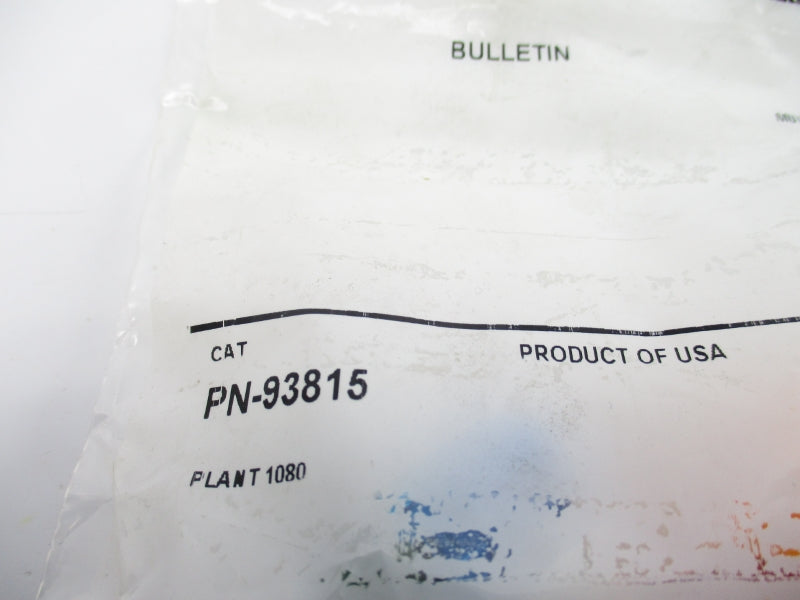 BULLETIN
CAT
PRODUCT OF USA
PN-93815
PLANT 1080